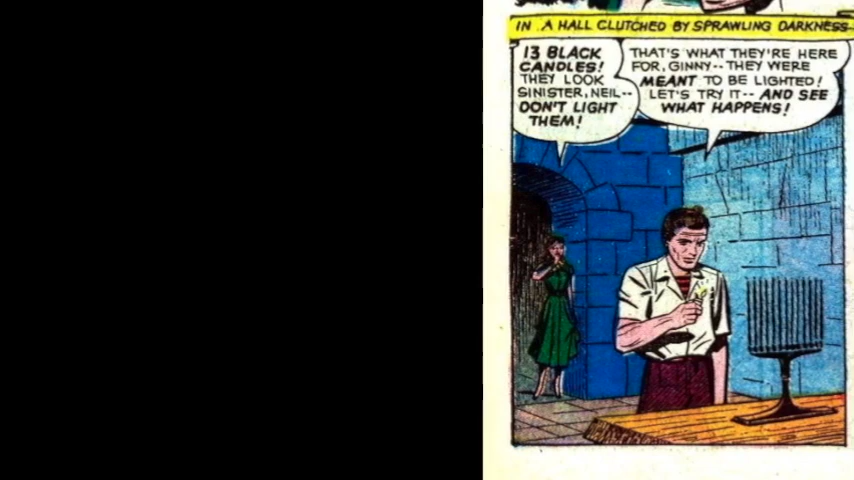 IN A HALL CLUTCHED BY SPRAWLING DARKNESS--
13 BLACK
CANDLES!
THEY LOOK
SINISTER, NEIL--
DON'T LIGHT
THEM!
THAT'S WHAT THEY'RE HERE
FOR, GINNY-- THEY WERE
MEANT TO BE LIGHTED!
LET'S TRY IT-- AND SEE
WHAT HAPPENS!